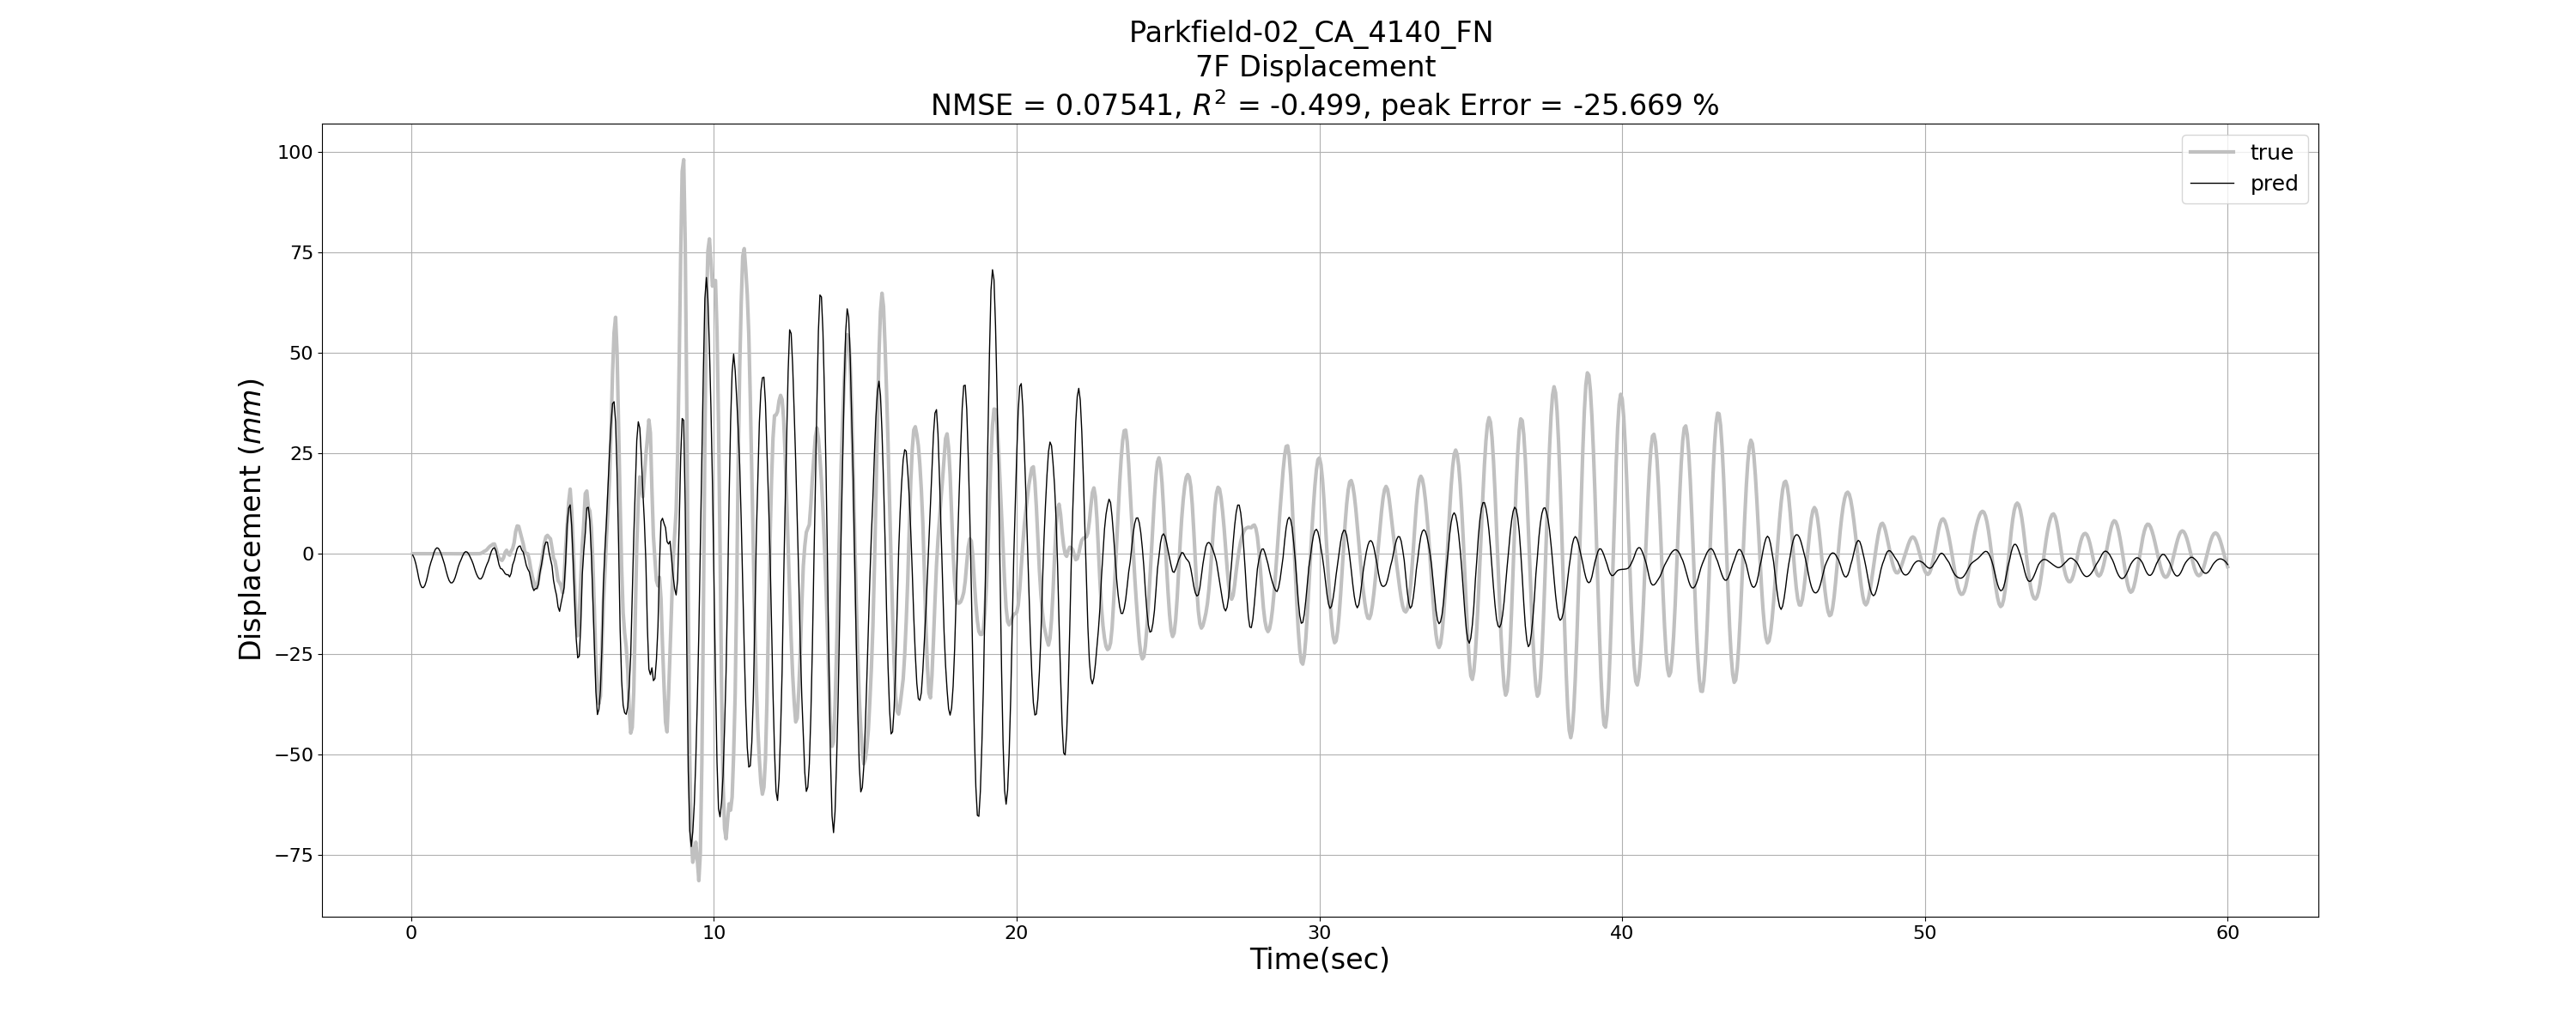 Parkfield-02_CA_4140_FN
7F Displacement
NMSE = 0.07541, R² = -0.499, peak Error = -25.669 %
100
75
50
25
0
−25
−50
−75
Displacement (mm)
true
pred
0 10 20 30 40 50 60
Time(sec)